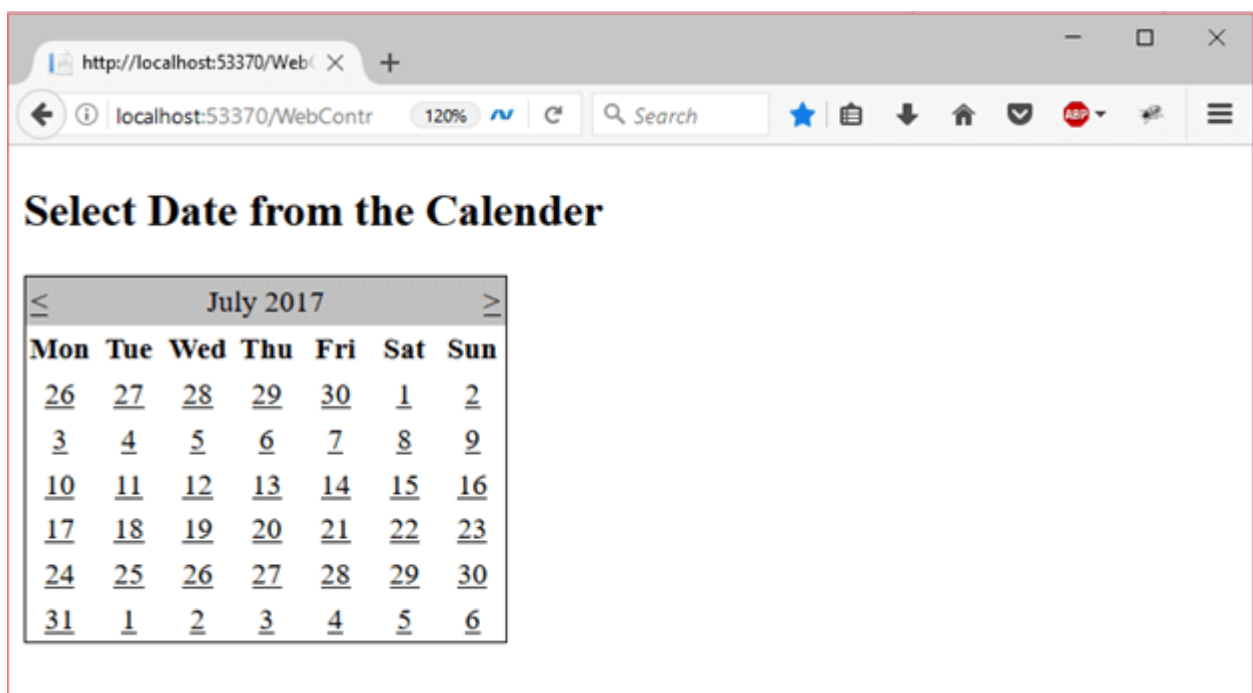 http://localhost:53370/Web
localhost:53370/WebContr 120% Search ABP
Select Date from the Calender
< July 2017 >
Mon Tue Wed Thu Fri Sat Sun
26 27 28 29 30 1 2
3 4 5 6 7 8 9
10 11 12 13 14 15 16
17 18 19 20 21 22 23
24 25 26 27 28 29 30
31 1 2 3 4 5 6